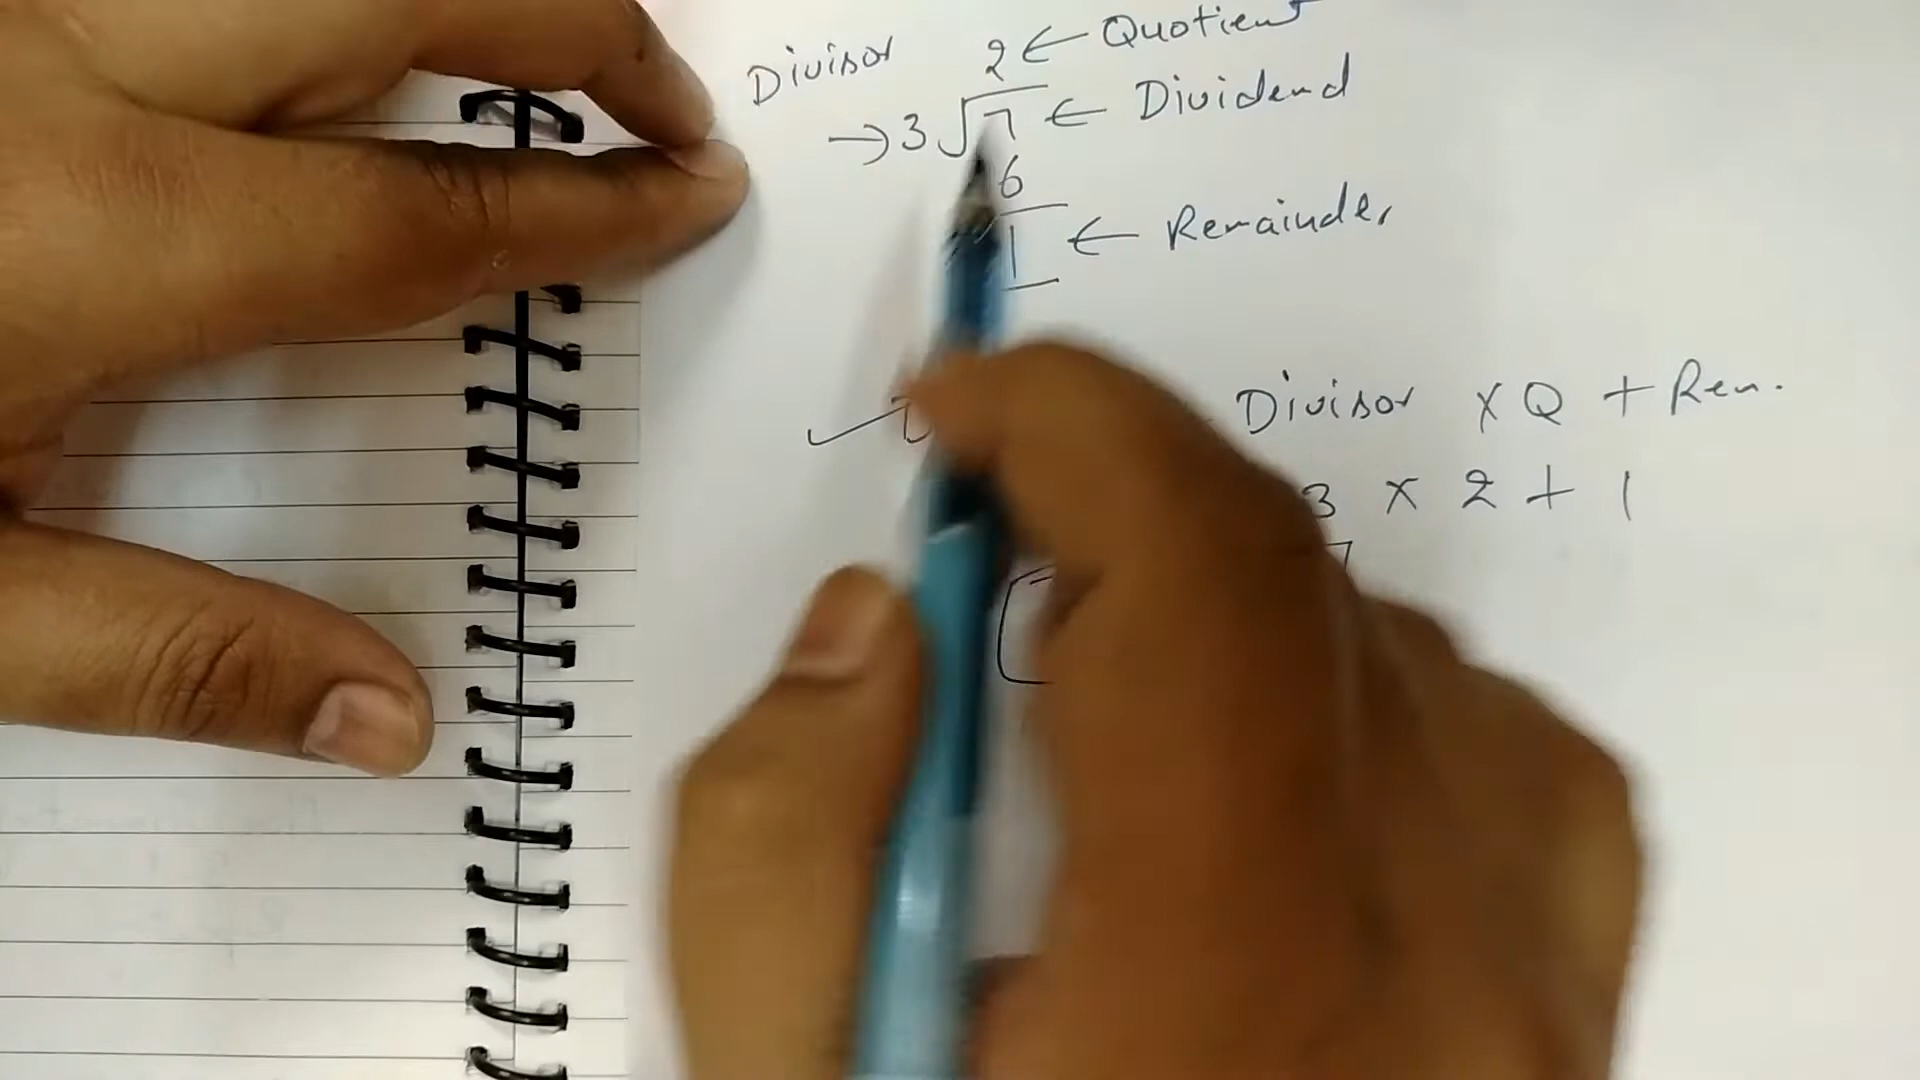 Divisor 2 ← Quotient
→ 3 √7 ← Dividend
6
1 ← Remainder
Divisor × Q + Rem.
3 × 2 + 1